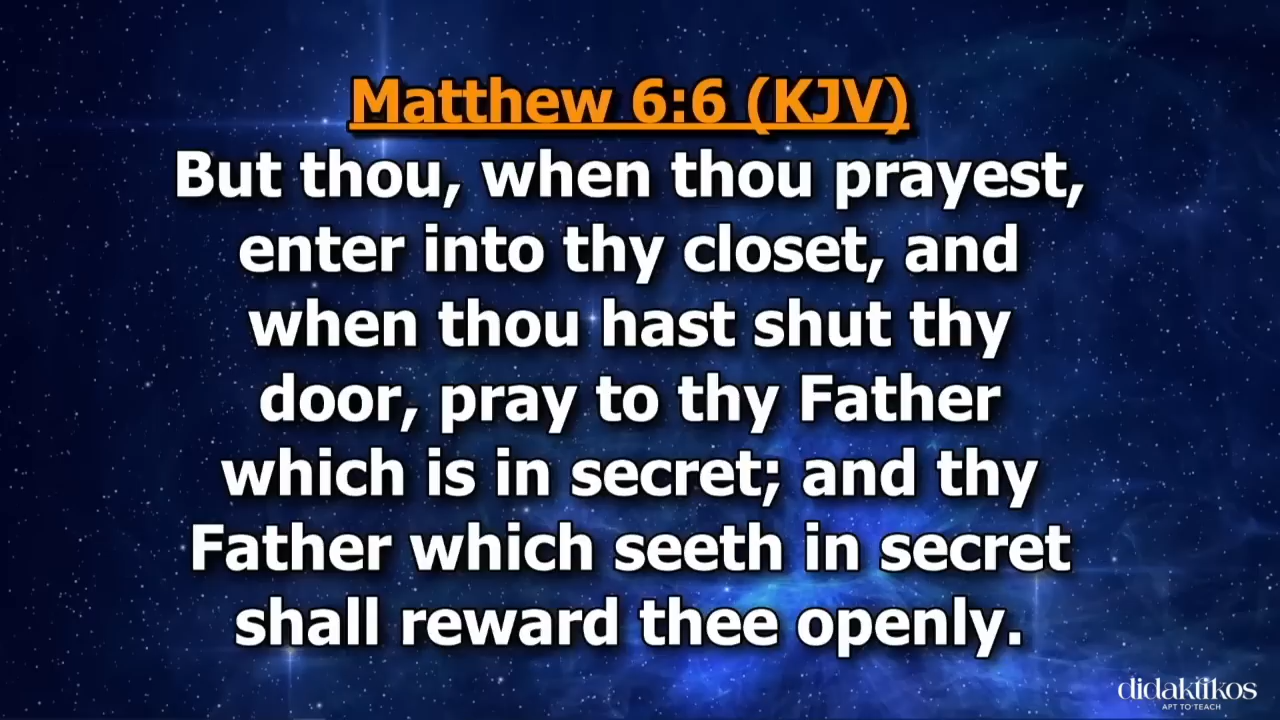 Matthew 6:6 (KJV)
But thou, when thou prayest,
enter into thy closet, and
when thou hast shut thy
door, pray to thy Father
which is in secret; and thy
Father which seeth in secret
shall reward thee openly.
didaktikos
APT TO TEACH